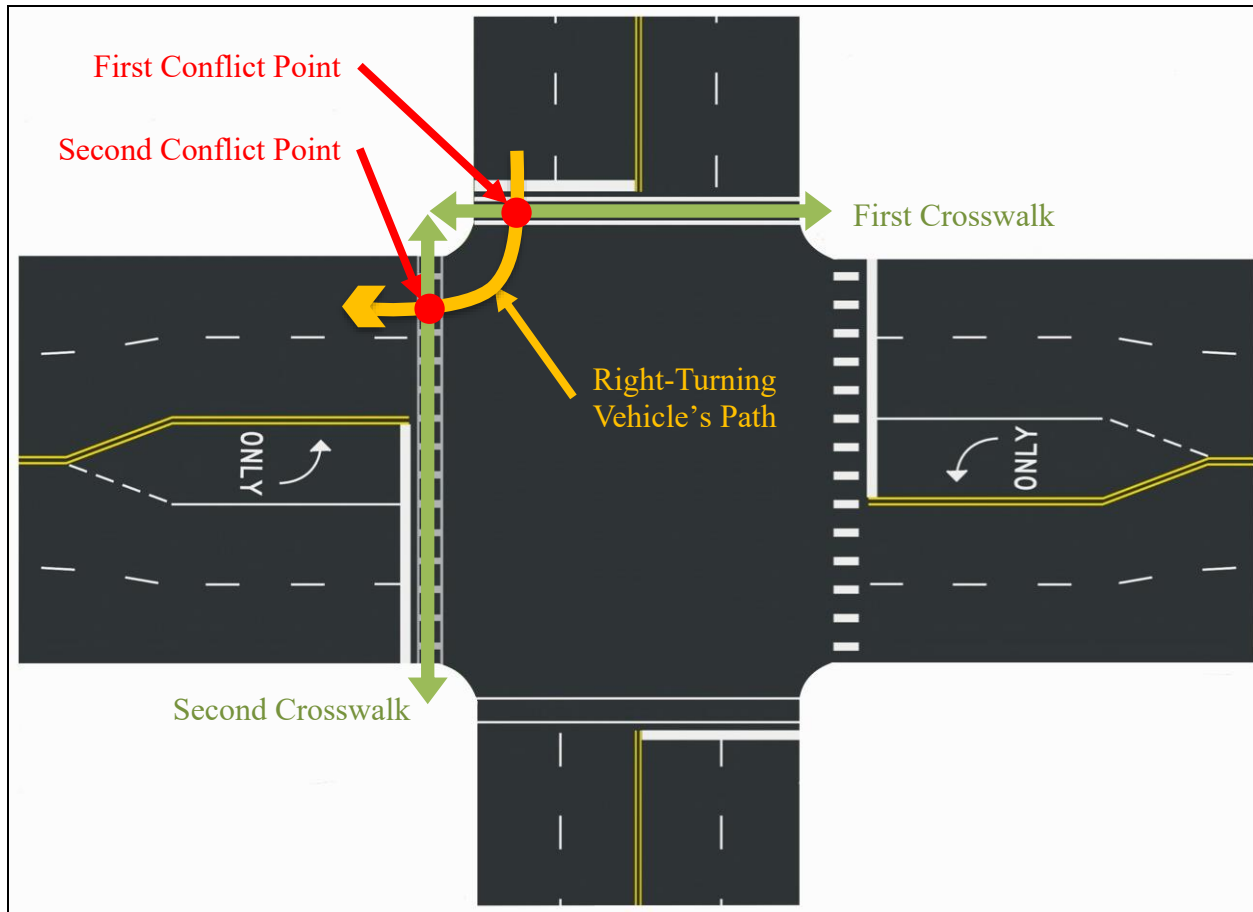 First Conflict Point
Second Conflict Point
First Crosswalk
Right-Turning
Vehicle’s Path
ONLY
ONLY
Second Crosswalk